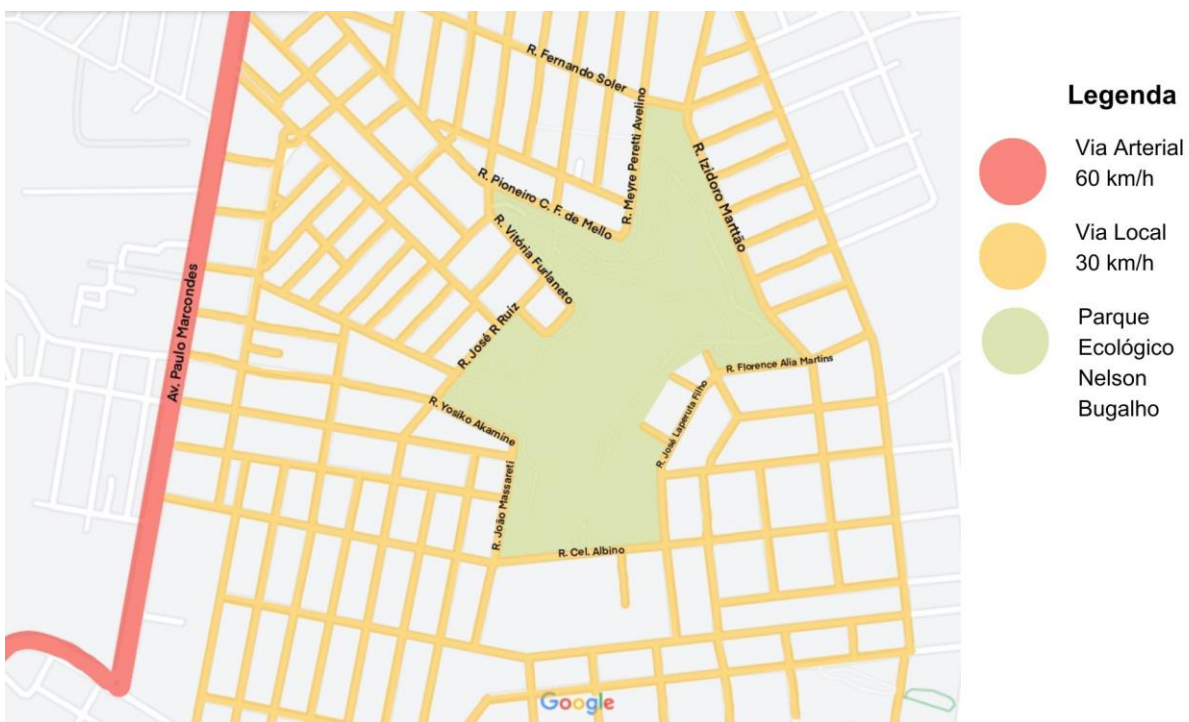 R. Fernando Soler
R. Meyre Peretti Avelino
R. Izidoro Marttão
R. Pioneiro C. F. de Mello
R. Vitória Furlaneto
R. José R Ruiz
Av. Paulo Marcondes
R. Florence Alia Martins
R. José Laperuta Filho
R. Yosiko Akamine
R. João Massareti
R. Cel. Albino
Google
Legenda
Via Arterial
60 km/h
Via Local
30 km/h
Parque
Ecológico
Nelson
Bugalho